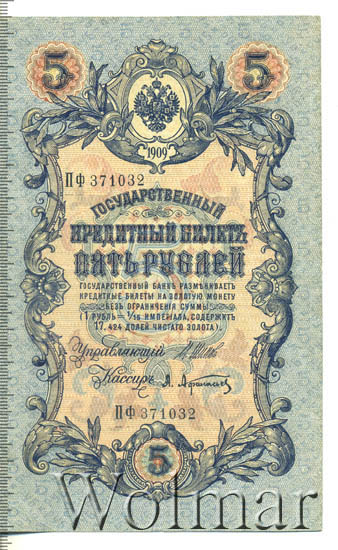 5 5
1909
ПФ 371032
ГОСУДАРСТВЕННЫЙ
КРЕДИТНЫЙ БИЛЕТЪ
ПЯТЬ РУБЛЕЙ
ГОСУДАРСТВЕННЫЙ БАНКЪ РАЗМѢНИВАЕТЪ
КРЕДИТНЫЕ БИЛЕТЫ НА ЗОЛОТУЮ МОНЕТУ
БЕЗЪ ОГРАНИЧЕНІЯ СУММЫ
(1 РУБЛЬ = 1/15 ИМПЕРІАЛА, СОДЕРЖИТЪ
17,424 ДОЛЕЙ ЧИСТАГО ЗОЛОТА).
Управляющій
Кассиръ
ПФ 371032
5
Wolmar